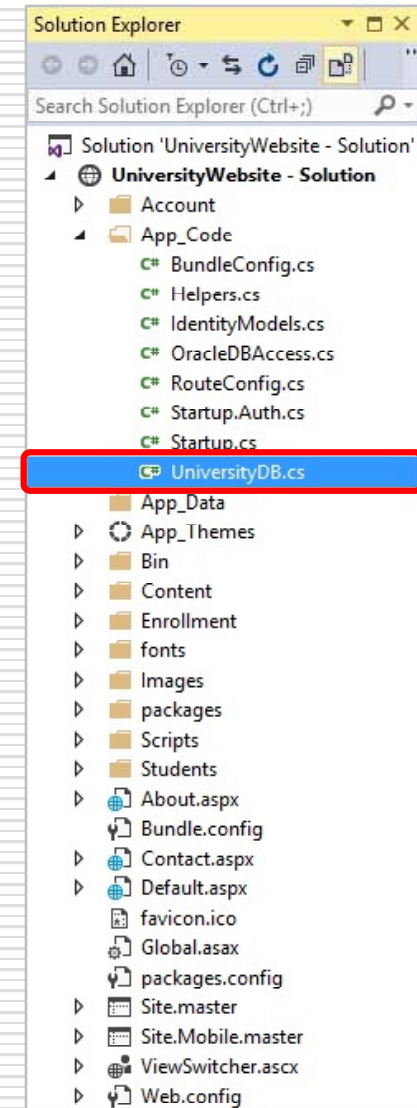 Solution Explorer
Search Solution Explorer (Ctrl+;)
Solution 'UniversityWebsite - Solution'
UniversityWebsite - Solution
Account
App_Code
C# BundleConfig.cs
C# Helpers.cs
C# IdentityModels.cs
C# OracleDBAccess.cs
C# RouteConfig.cs
C# Startup.Auth.cs
C# Startup.cs
C# UniversityDB.cs
App_Data
App_Themes
Bin
Content
Enrollment
fonts
Images
packages
Scripts
Students
About.aspx
Bundle.config
Contact.aspx
Default.aspx
favicon.ico
Global.asax
packages.config
Site.master
Site.Mobile.master
ViewSwitcher.ascx
Web.config